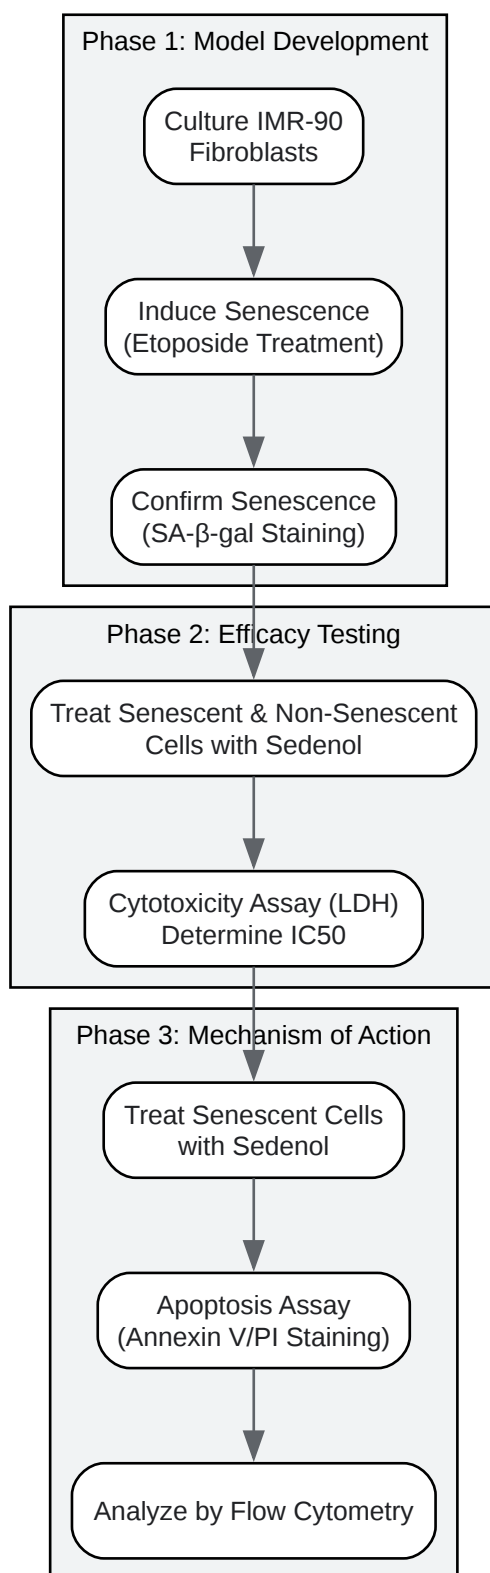 Phase 1: Model Development
Culture IMR-90
Fibroblasts
Induce Senescence
(Etoposide Treatment)
Confirm Senescence
(SA-β-gal Staining)
Phase 2: Efficacy Testing
Treat Senescent & Non-Senescent
Cells with Sedenol
Cytotoxicity Assay (LDH)
Determine IC50
Phase 3: Mechanism of Action
Treat Senescent Cells
with Sedenol
Apoptosis Assay
(Annexin V/PI Staining)
Analyze by Flow Cytometry